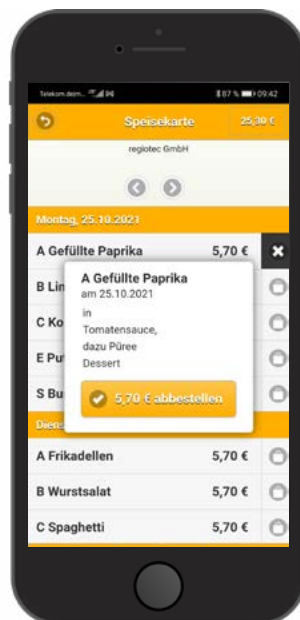 Telekom.de
87 % 09:42
Speisekarte 25,30 €
regiotec GmbH
Montag, 25.10.2021
A Gefüllte Paprika 5,70 €
A Gefüllte Paprika
am 25.10.2021
in
Tomatensauce,
dazu Püree
Dessert
5,70 € abbestellen
B Lin
C Ko
E Pu
S Bu
Diens
A Frikadellen 5,70 €
B Wurstsalat 5,70 €
C Spaghetti 5,70 €